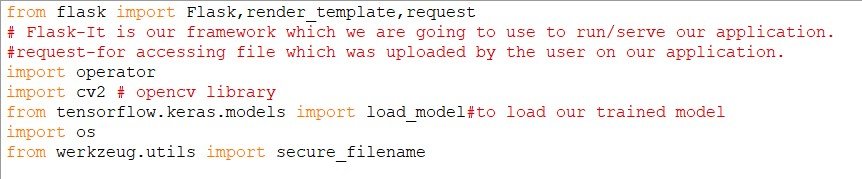 from flask import Flask,render_template,request
# Flask-It is our framework which we are going to use to run/serve our application.
#request-for accessing file which was uploaded by the user on our application.
import operator
import cv2 # opencv library
from tensorflow.keras.models import load_model#to load our trained model
import os
from werkzeug.utils import secure_filename